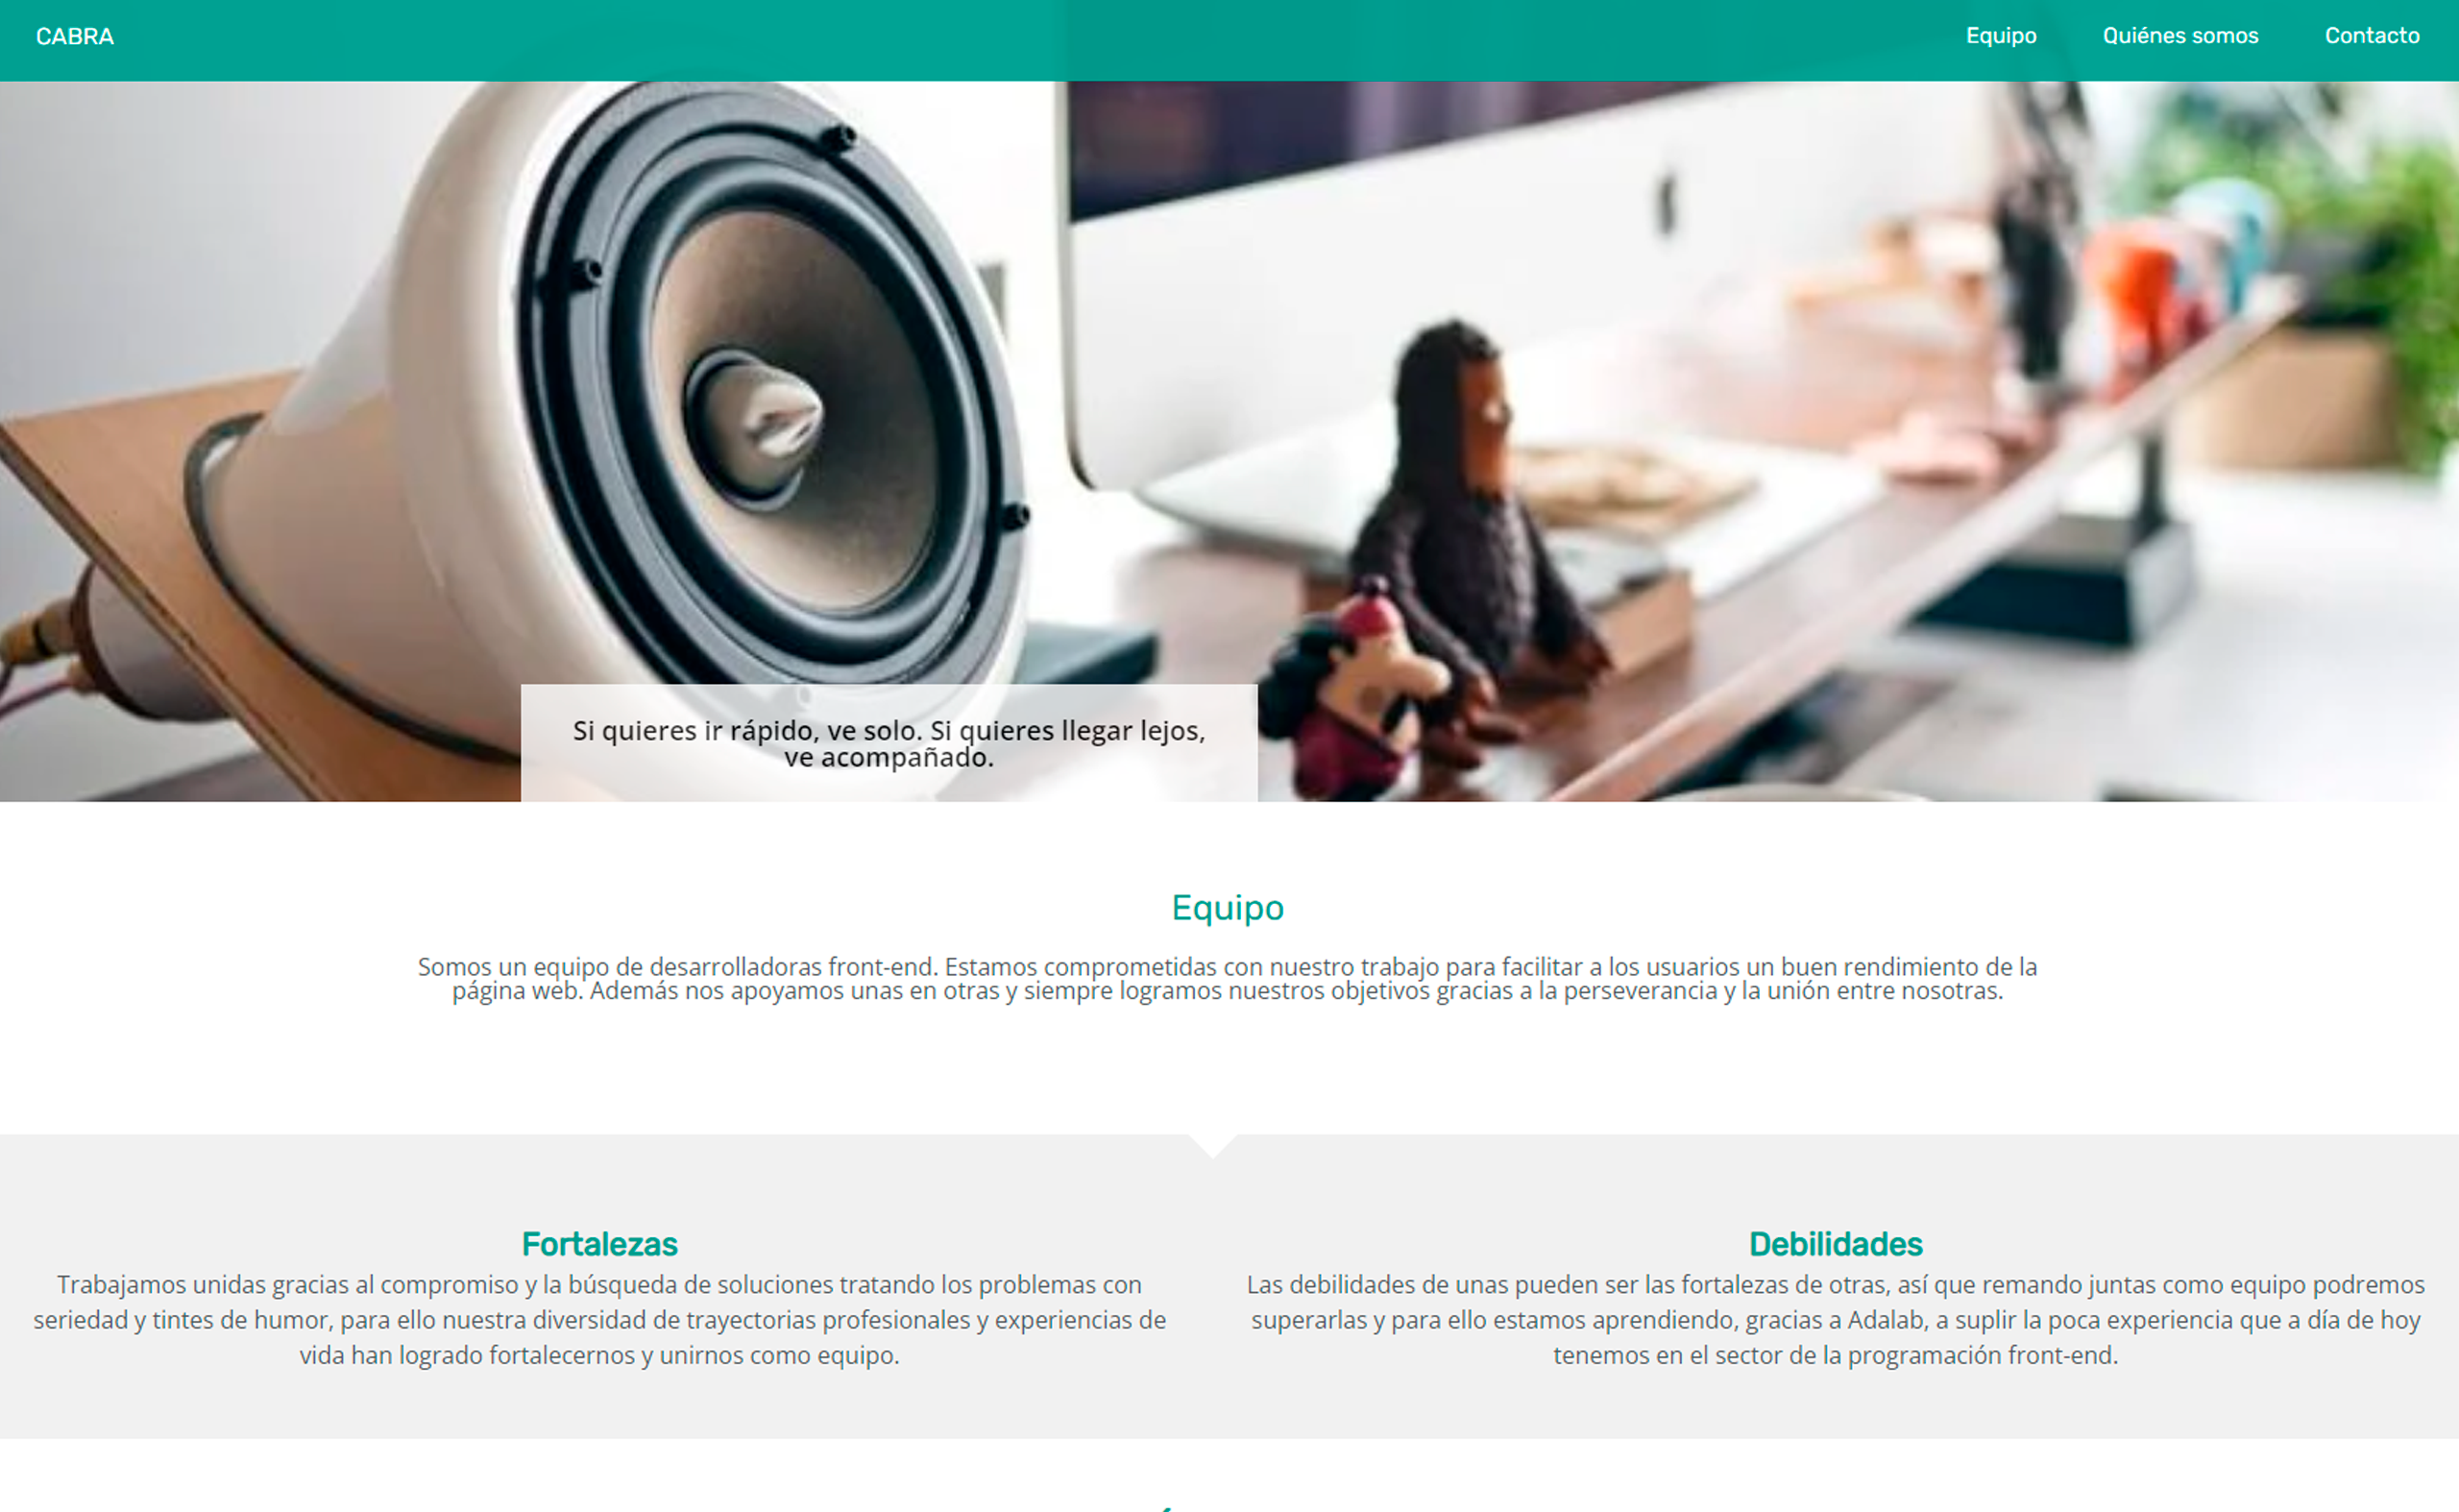 CABRA
Equipo
Quiénes somos
Contacto
Si quieres ir rápido, ve solo. Si quieres llegar lejos,
ve acompañado.
Equipo
Somos un equipo de desarrolladoras front-end. Estamos comprometidas con nuestro trabajo para facilitar a los usuarios un buen rendimiento de la
página web. Además nos apoyamos unas en otras y siempre logramos nuestros objetivos gracias a la perseverancia y la unión entre nosotras.
Fortalezas
Trabajamos unidas gracias al compromiso y la búsqueda de soluciones tratando los problemas con
seriedad y tintes de humor, para ello nuestra diversidad de trayectorias profesionales y experiencias de
vida han logrado fortalecernos y unirnos como equipo.
Debilidades
Las debilidades de unas pueden ser las fortalezas de otras, así que remando juntas como equipo podremos
superarlas y para ello estamos aprendiendo, gracias a Adalab, a suplir la poca experiencia que a día de hoy
tenemos en el sector de la programación front-end.